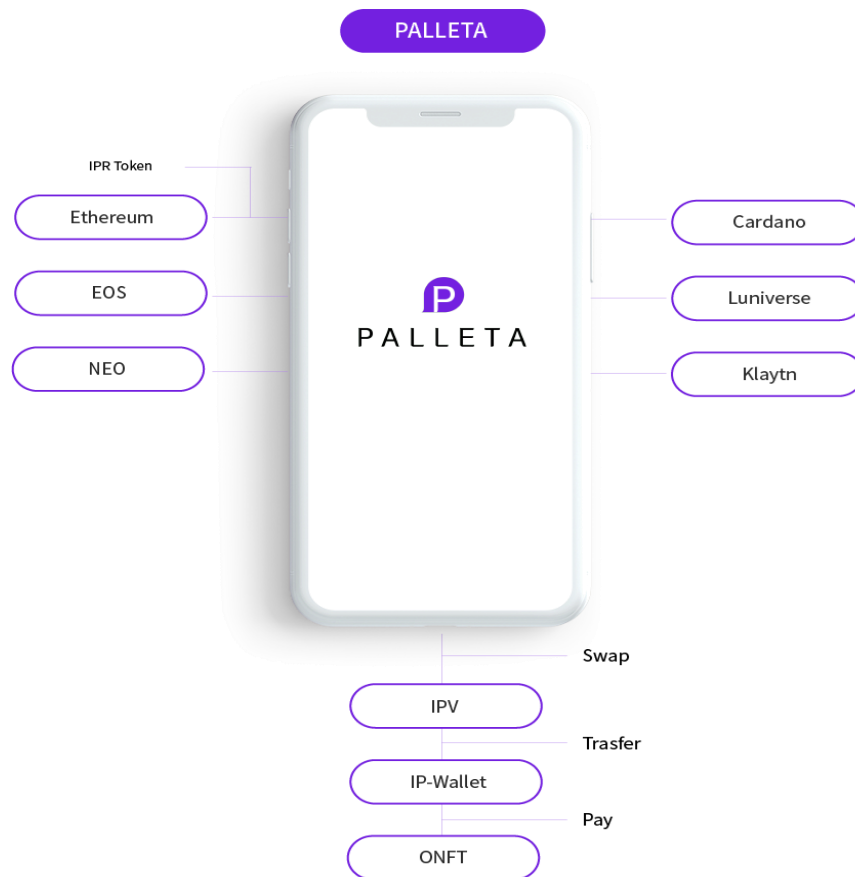 PALLETA
IPR Token
Ethereum
EOS
NEO
P
PALLETA
Cardano
Luniverse
Klaytn
Swap
IPV
Trasfer
IP-Wallet
Pay
ONFT